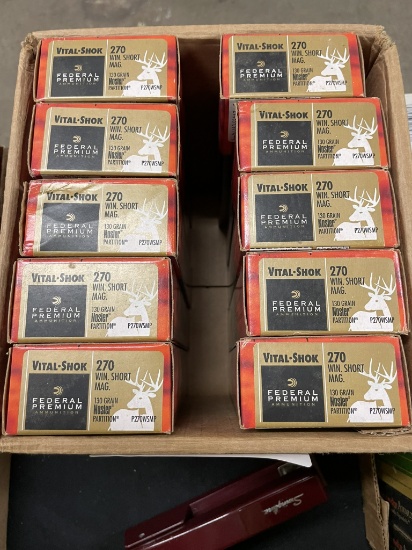 VITAL-SHOK 270
WIN. SHORT
MAG.
FEDERAL
PREMIUM
AMMUNITION
130 GRAIN
Nosler
PARTITION P270WSMP
VITAL-SHOK 270
WIN. SHORT
MAG.
FEDERAL
PREMIUM
AMMUNITION
130 GRAIN
Nosler
PARTITION P270WSMP
VITAL-SHOK 270
WIN. SHORT
MAG.
FEDERAL
PREMIUM
AMMUNITION
130 GRAIN
Nosler
PARTITION P270WSMP
VITAL-SHOK 270
WIN. SHORT
MAG.
FEDERAL
PREMIUM
AMMUNITION
130 GRAIN
Nosler
PARTITION P270WSMP
VITAL-SHOK 270
WIN. SHORT
MAG.
FEDERAL
PREMIUM
AMMUNITION
130 GRAIN
Nosler
PARTITION P270WSMP
VITAL-SHOK 270
WIN. SHORT
MAG.
FEDERAL
PREMIUM
AMMUNITION
130 GRAIN
Nosler
PARTITION P270WSMP
VITAL-SHOK 270
WIN. SHORT
MAG.
FEDERAL
PREMIUM
AMMUNITION
130 GRAIN
Nosler
PARTITION P270WSMP
VITAL-SHOK 270
WIN. SHORT
MAG.
FEDERAL
PREMIUM
AMMUNITION
130 GRAIN
Nosler
PARTITION P270WSMP
VITAL-SHOK 270
WIN. SHORT
MAG.
FEDERAL
PREMIUM
AMMUNITION
130 GRAIN
Nosler
PARTITION® P270WSMP
VITAL-SHOK 270
WIN. SHORT
MAG.
FEDERAL
PREMIUM
AMMUNITION
130 GRAIN
Nosler
PARTITION® P270WSMP
Swingline